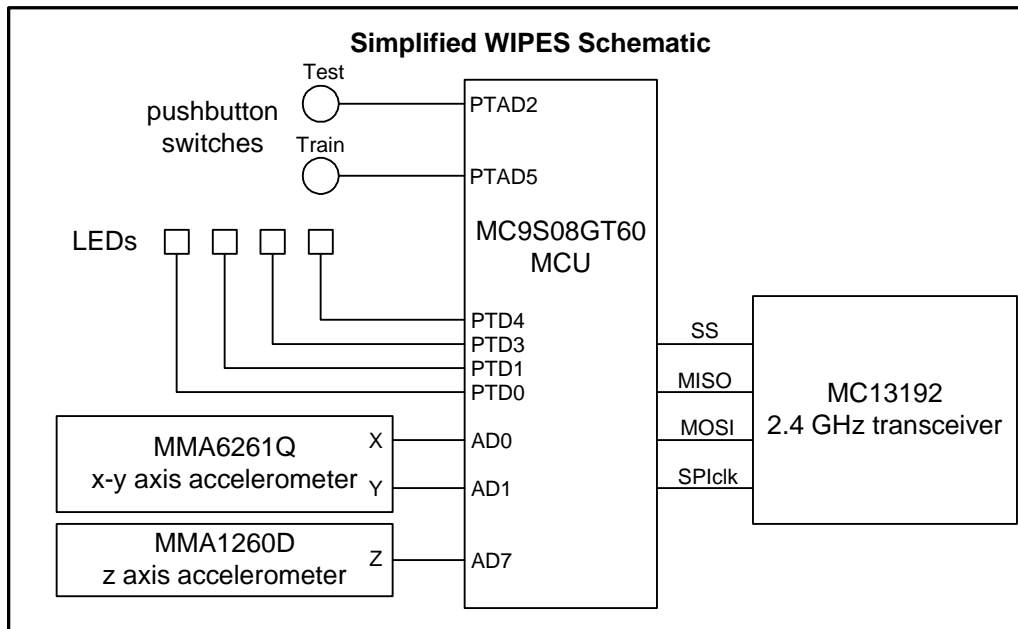 Simplified WIPES Schematic
Test
pushbutton
switches
Train
PTAD2
PTAD5
MC9S08GT60
MCU
LEDs
PTD4
PTD3
PTD1
PTD0
MMA6261Q
x-y axis accelerometer
X
Y
AD0
AD1
MMA1260D
z axis accelerometer
Z
AD7
SS
MISO
MOSI
SPIclk
MC13192
2.4 GHz transceiver